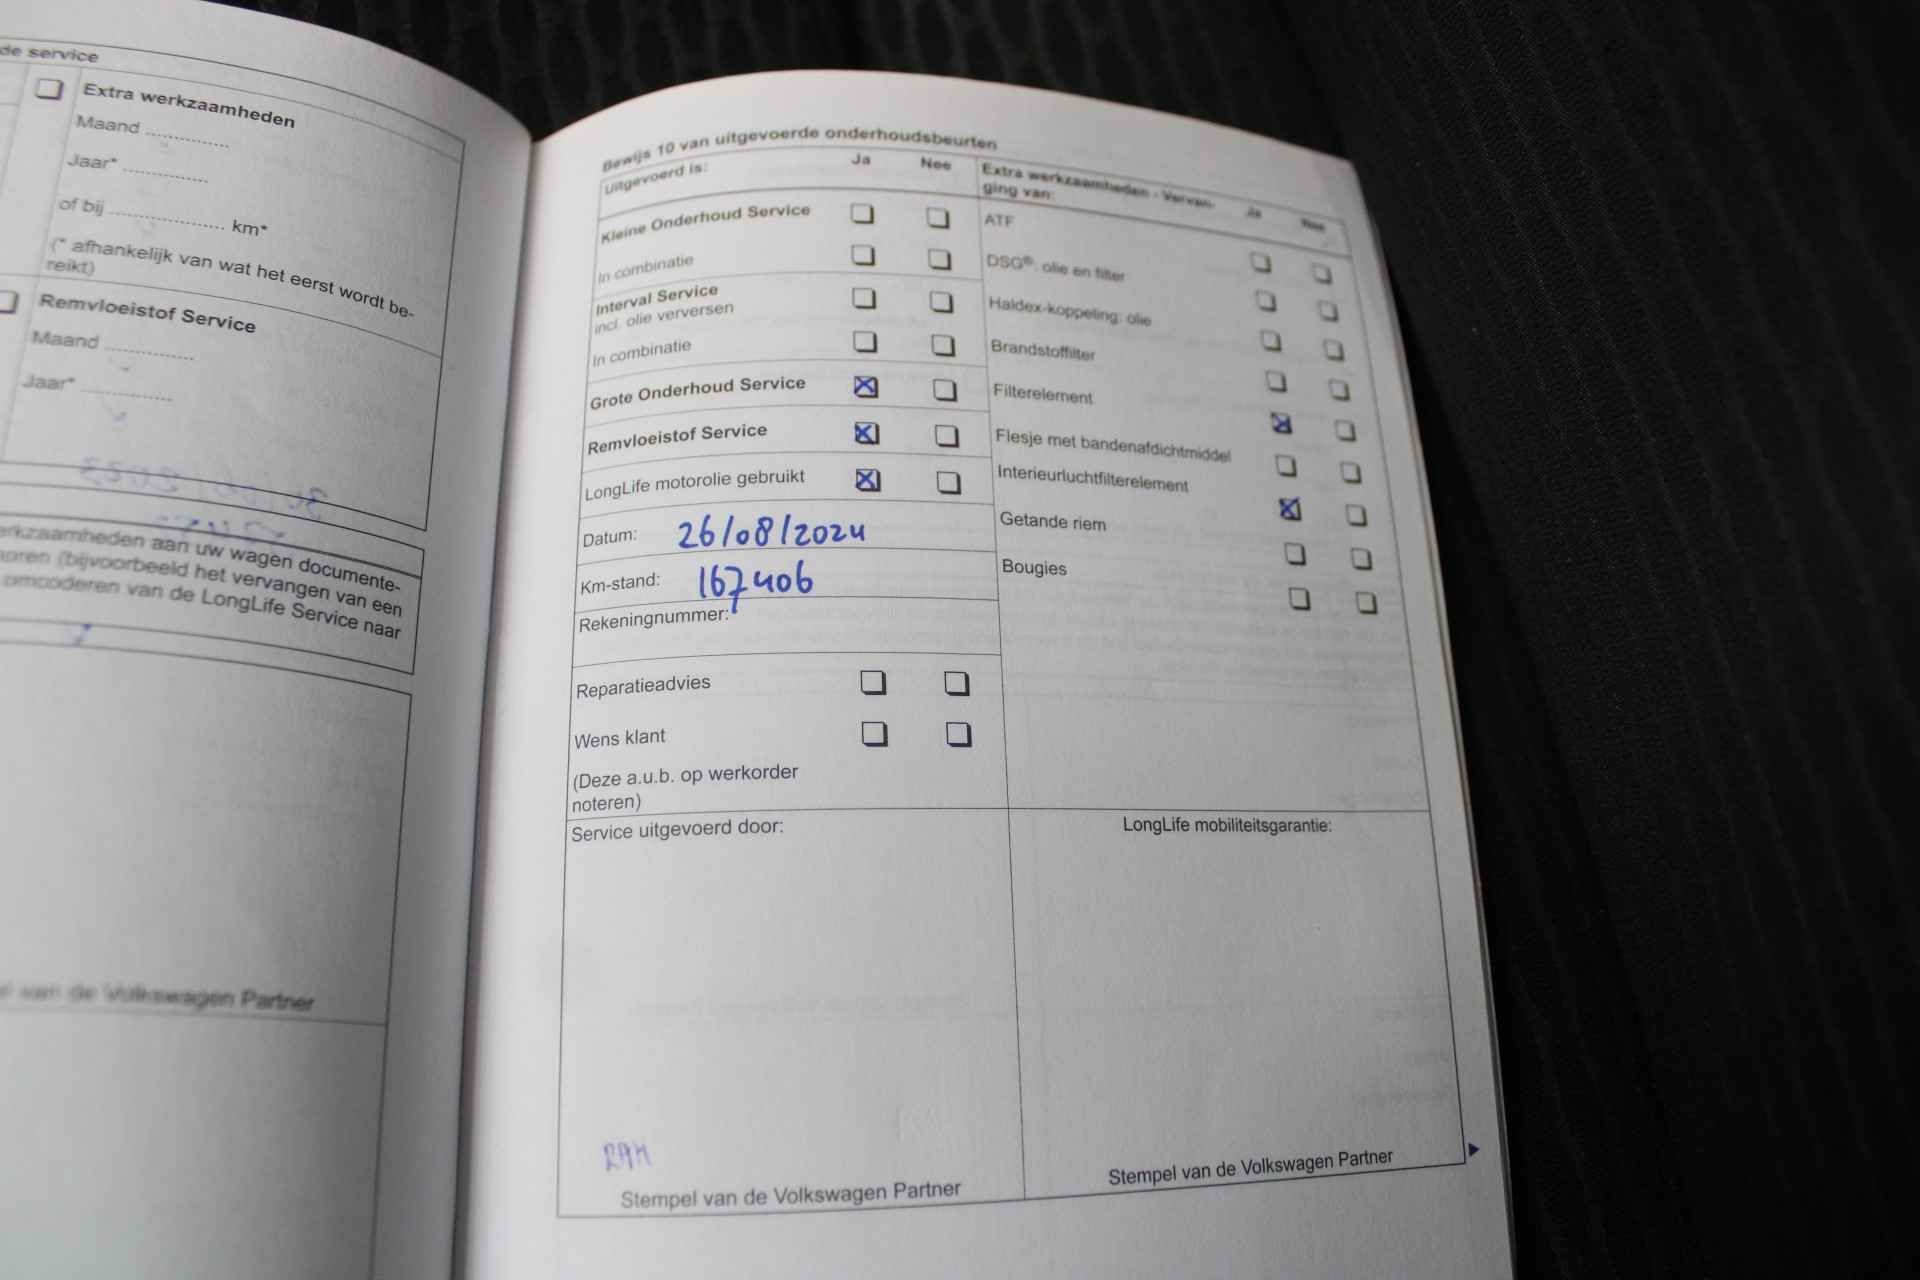 de service
☐ Extra werkzaamheden
Maand ............
Jaar* ............
of bij ................ km*
(* afhankelijk van wat het eerst wordt be-
reikt)
☐ Remvloeistof Service
Maand ............
Jaar* ............
erkzaamheden aan uw wagen documente-
(bijvoorbeeld het vervangen van een
omcoderen van de LongLife Service naar
van de Volkswagen Partner
Bewijs 10 van uitgevoerde onderhoudsbeurten
Uitgevoerd is: Ja Nee
Kleine Onderhoud Service ☐ ☐
In combinatie ☐ ☐
Interval Service
incl. olie verversen ☐ ☐
In combinatie ☐ ☐
Grote Onderhoud Service ☒ ☐
Remvloeistof Service ☒ ☐
LongLife motorolie gebruikt ☒ ☐
Datum: 26/08/2024
Km-stand: 167406
Rekeningnummer:
Reparatieadvies ☐ ☐
Wens klant ☐ ☐
(Deze a.u.b. op werkorder
noteren)
Extra werkzaamheden - Vervan-
ging van: Ja Nee
ATF ☐ ☐
DSG®: olie en filter ☐ ☐
Haldex-koppeling: olie ☐ ☐
Brandstoffilter ☐ ☐
Filterelement ☒ ☐
Flesje met bandenafdichtmiddel ☐ ☐
Interieurluchtfilterelement ☒ ☐
Getande riem ☐ ☐
Bougies ☐ ☐
Service uitgevoerd door:
Stempel van de Volkswagen Partner
LongLife mobiliteitsgarantie:
Stempel van de Volkswagen Partner